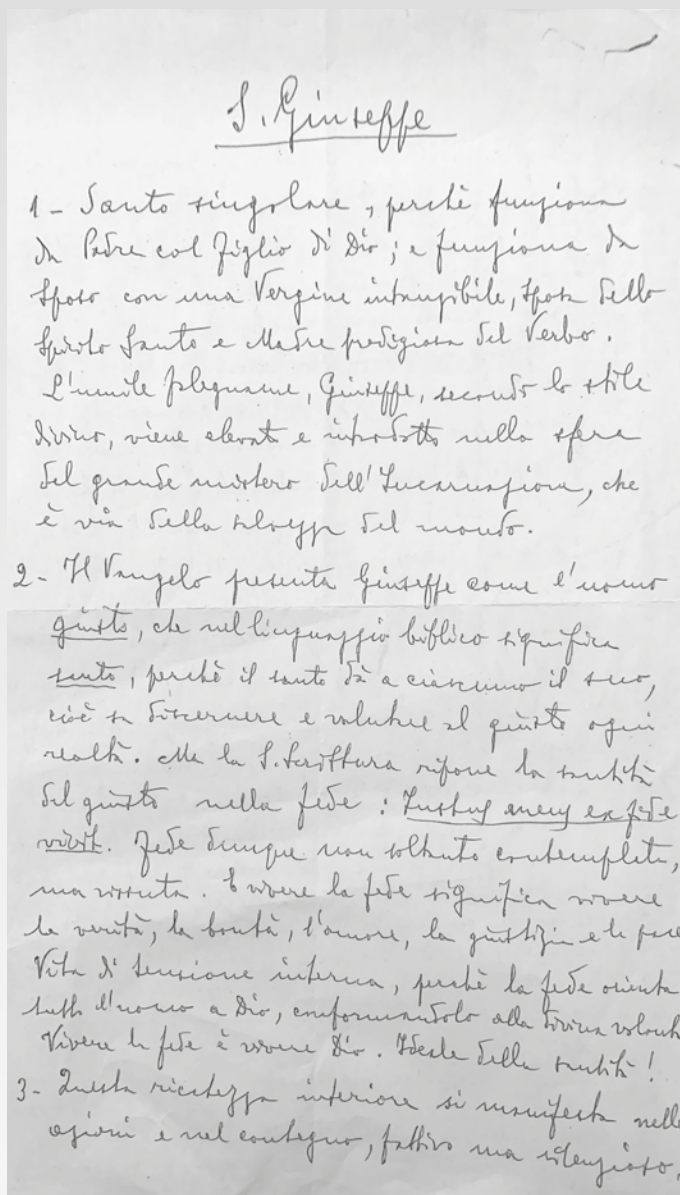 S. Giuseppe
1 - Santo singolare, perchè funziona
da Padre col Figlio di Dio; e funziona da
Sposo con una Vergine intangibile, Sposa dello
Spirito Santo e Madre prodigiosa del Verbo.
L'umile falegname, Giuseppe, secondo lo stile
divino, viene elevato e introdotto nella sfera
del grande mistero dell'Incarnazione, che
è via della salvezza del mondo.
2 - Il Vangelo presenta Giuseppe come l'uomo
giusto, che nel linguaggio biblico significa
santo, perchè il santo dà a ciascuno il suo,
cioè sa discernere e valutare al giusto ogni
realtà. Ma la S. Scrittura ripone la santità
del giusto nella fede: Justus meus ex fide
vivit. Fede dunque non soltanto contemplata,
ma vissuta. E vivere la fede significa vivere
la verità, la bontà, l'amore, la giustizia e la pace
Vita di tensione interna, perchè la fede orienta
tutto l'uomo a Dio, conformandolo alla divina volontà
Vivere la fede è vivere Dio. Ideale della santità!
3 - Questa ricchezza interiore si manifesta nelle
azioni e nel contegno, fattivo ma silenzioso,